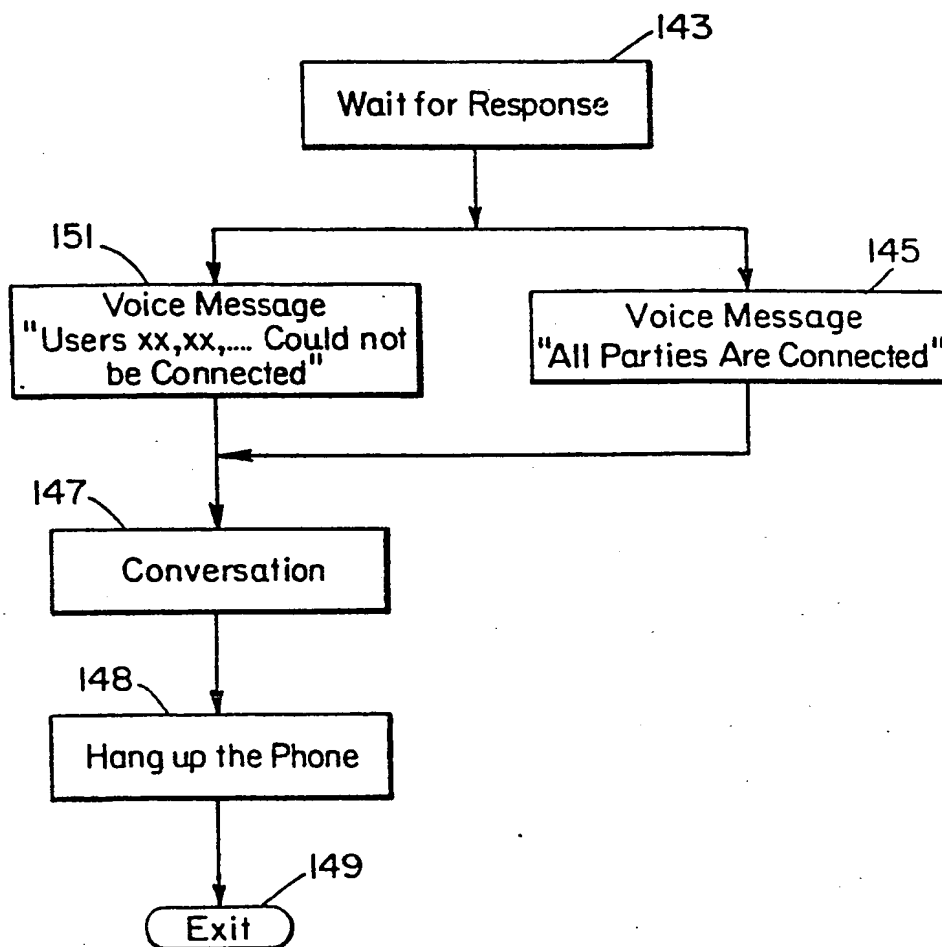 143
Wait for Response
151
145
Voice Message
"Users xx,xx,.... Could not
be Connected"
Voice Message
"All Parties Are Connected"
147
Conversation
148
Hang up the Phone
149
Exit